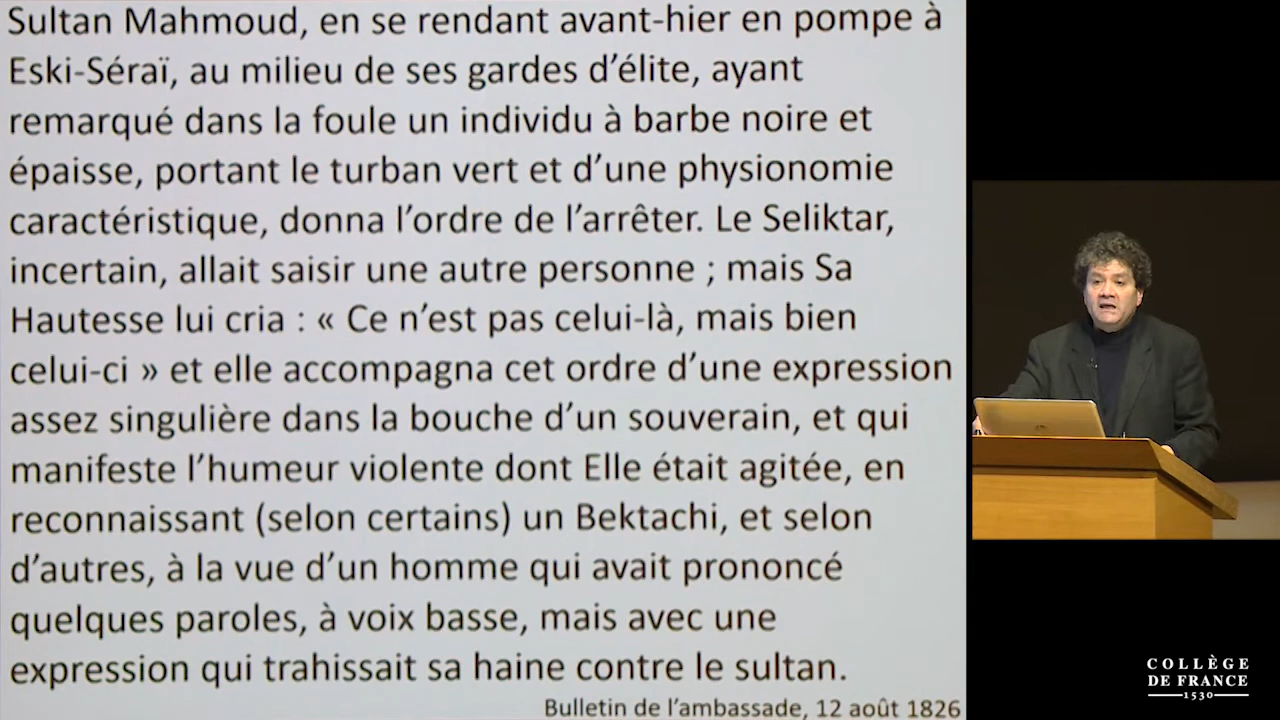 Sultan Mahmoud, en se rendant avant-hier en pompe à
Eski-Séraï, au milieu de ses gardes d’élite, ayant
remarqué dans la foule un individu à barbe noire et
épaisse, portant le turban vert et d’une physionomie
caractéristique, donna l’ordre de l’arrêter. Le Seliktar,
incertain, allait saisir une autre personne ; mais Sa
Hautesse lui cria : « Ce n’est pas celui-là, mais bien
celui-ci » et elle accompagna cet ordre d’une expression
assez singulière dans la bouche d’un souverain, et qui
manifeste l’humeur violente dont Elle était agitée, en
reconnaissant (selon certains) un Bektachi, et selon
d’autres, à la vue d’un homme qui avait prononcé
quelques paroles, à voix basse, mais avec une
expression qui trahissait sa haine contre le sultan.
Bulletin de l’ambassade, 12 août 1826
COLLÈGE
DE FRANCE
1530